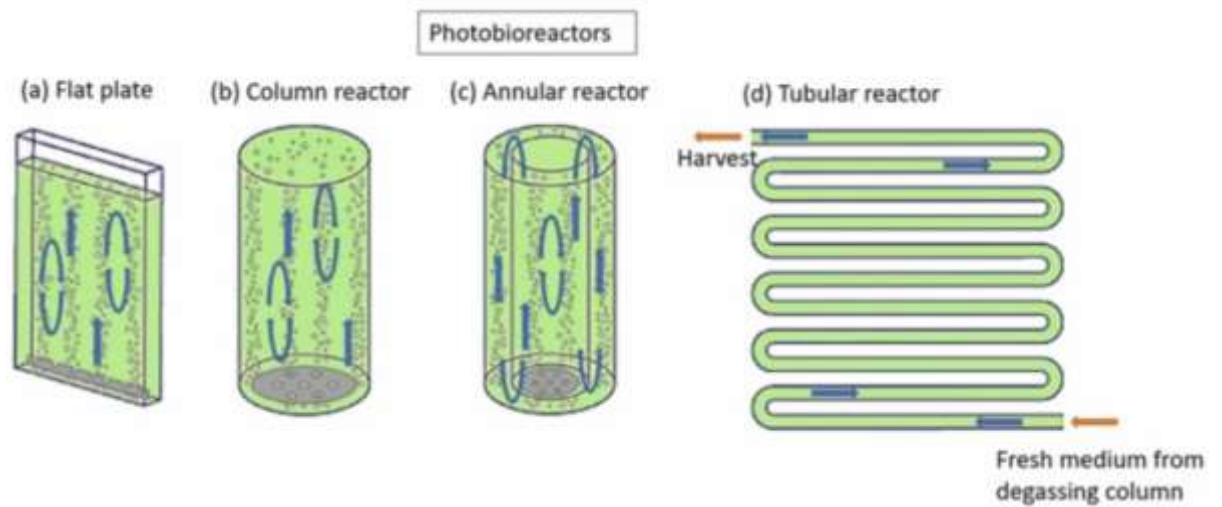 Photobioreactors
(a) Flat plate
(b) Column reactor
(c) Annular reactor
(d) Tubular reactor
Harvest
Fresh medium from
degassing column